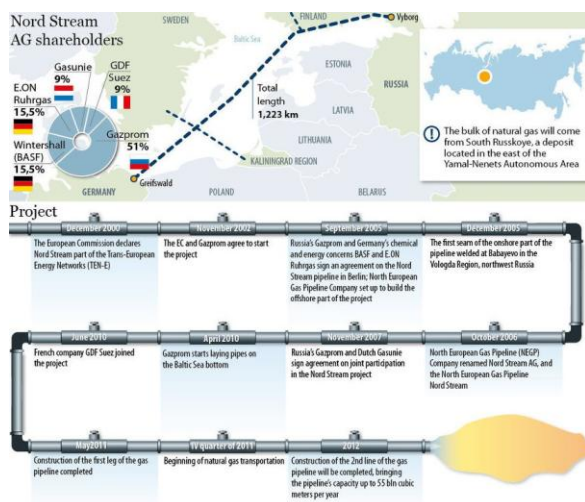 Nord Stream
AG shareholders
Gasunie
9%
GDF
Suez
9%
E.ON
Ruhrgas
15,5%
Wintershall
(BASF)
15,5%
Gazprom
51%
SWEDEN
Baltic Sea
FINLAND
Vyborg
ESTONIA
RUSSIA
Total
length
1,223 km
LATVIA
LITHUANIA
KALININGRAD REGION
GERMANY
Greifswald
POLAND
BELARUS
The bulk of natural gas will come
from South Russkoye, a deposit
located in the east of the
Yamal-Nenets Autonomous Area
Project
December 2000
The European Commission declares
Nord Stream part of the Trans-European
Energy Networks (TEN-E)
November 2002
The EC and Gazprom agree to start
the project
September 2005
Russia's Gazprom and Germany's chemical
and energy concerns BASF and E.ON
Ruhrgas sign an agreement on the Nord
Stream pipeline in Berlin; North European
Gas Pipeline Company set up to build the
offshore part of the project
December 2005
The first seam of the onshore part of the
pipeline welded at Babayevo in the
Vologda Region, northwest Russia
June 2010
French company GDF Suez joined
the project
April 2010
Gazprom starts laying pipes on
the Baltic Sea bottom
November 2007
Russia's Gazprom and Dutch Gasunie
sign agreement on joint participation
in the Nord Stream project
October 2006
North European Gas Pipeline (NEGP)
Company renamed Nord Stream AG, and
the North European Gas Pipeline
Nord Stream
May2011
Construction of the first leg of the gas
pipeline completed
IV quarter of 2011
Beginning of natural gas transportation
2012
Construction of the 2nd line of the gas
pipeline will be completed, bringing
the pipeline's capacity up to 55 bln cubic
meters per year